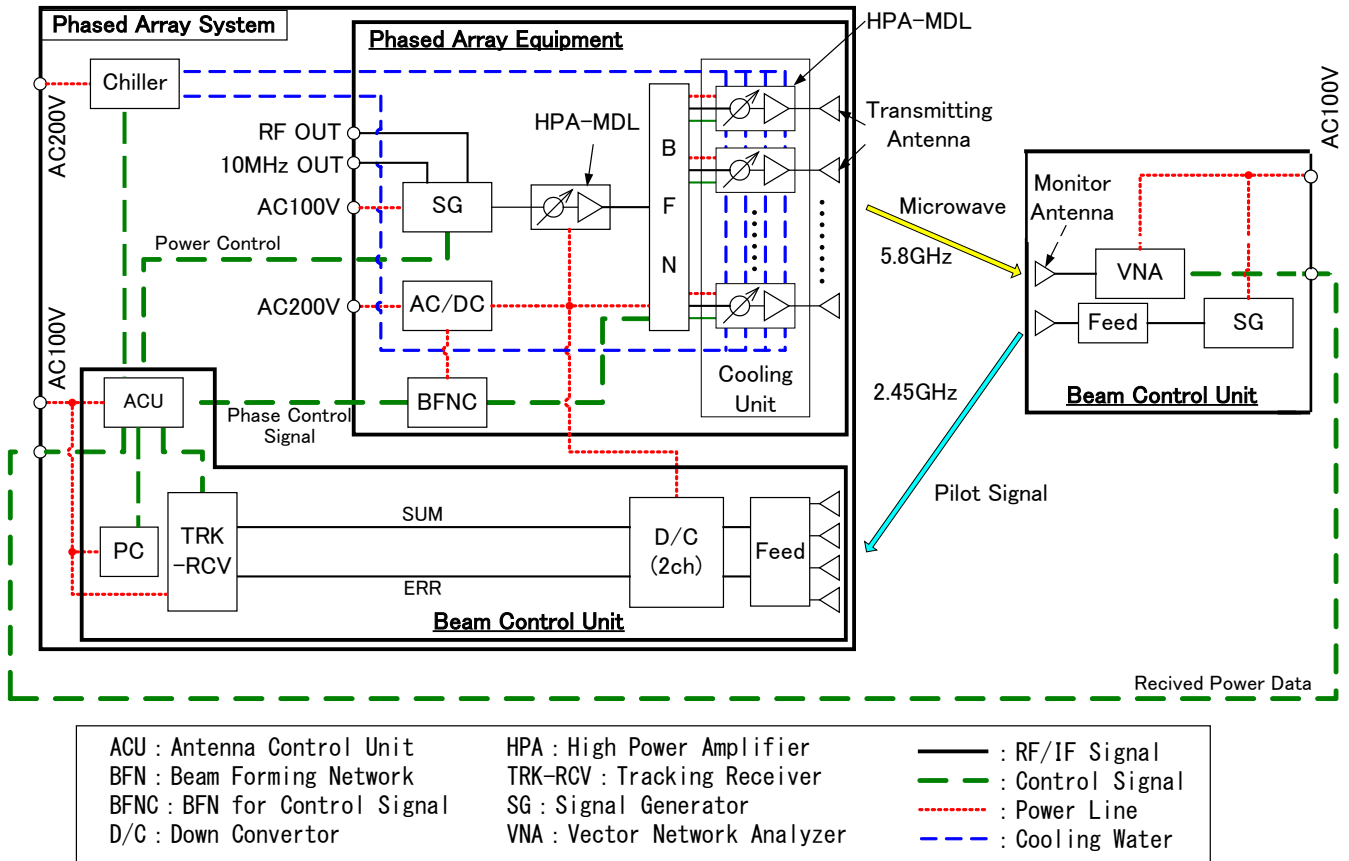 Phased Array System
Phased Array Equipment
HPA-MDL
Chiller
AC200V
RF OUT
10MHz OUT
HPA-MDL
Transmitting
Antenna
AC100V
SG
B
F
N
Power Control
Microwave
5.8GHz
Monitor
Antenna
AC100V
VNA
Feed
SG
Beam Control Unit
AC200V
AC/DC
BFNC
Cooling
Unit
2.45GHz
Pilot Signal
AC100V
ACU
Phase Control
Signal
PC
TRK
-RCV
SUM
ERR
D/C
(2ch)
Feed
Beam Control Unit
Recived Power Data
ACU : Antenna Control Unit
BFN : Beam Forming Network
BFNC : BFN for Control Signal
D/C : Down Convertor
HPA : High Power Amplifier
TRK-RCV : Tracking Receiver
SG : Signal Generator
VNA : Vector Network Analyzer
: RF/IF Signal
: Control Signal
: Power Line
: Cooling Water